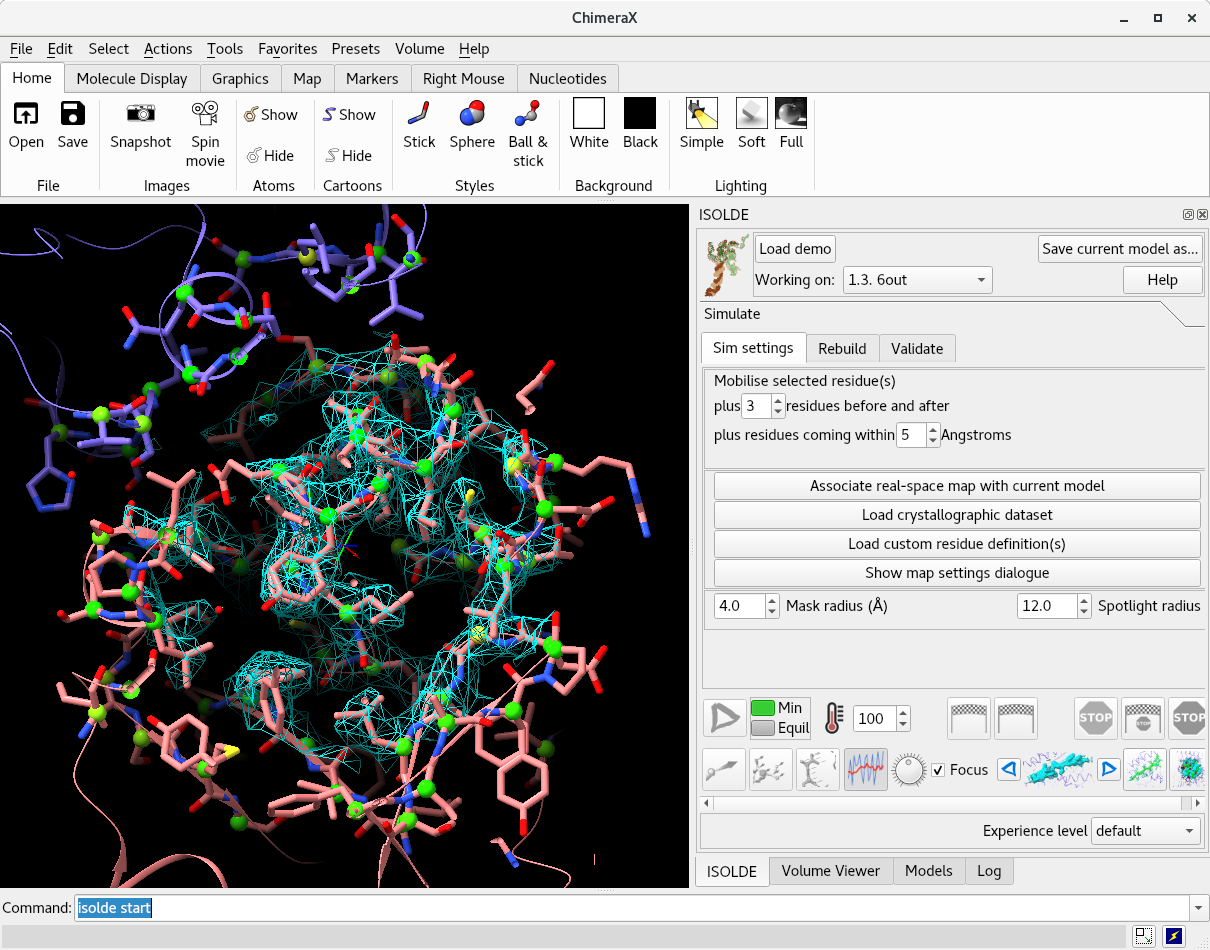 ChimeraX
File Edit Select Actions Tools Favorites Presets Volume Help
Home Molecule Display Graphics Map Markers Right Mouse Nucleotides
Open Save Snapshot Spin movie Show Hide Show Hide Stick Sphere Ball & stick White Black Simple Soft Full
File Images Atoms Cartoons Styles Background Lighting
ISOLDE
Load demo Save current model as...
Working on: 1.3. 6out Help
Simulate
Sim settings Rebuild Validate
Mobilise selected residue(s)
plus 3 residues before and after
plus residues coming within 5 Angstroms
Associate real-space map with current model
Load crystallographic dataset
Load custom residue definition(s)
Show map settings dialogue
4.0 Mask radius (Å) 12.0 Spotlight radius
Min
Equil
100
STOP STOP STOP
Focus
Experience level default
ISOLDE Volume Viewer Models Log
Command: isolde start